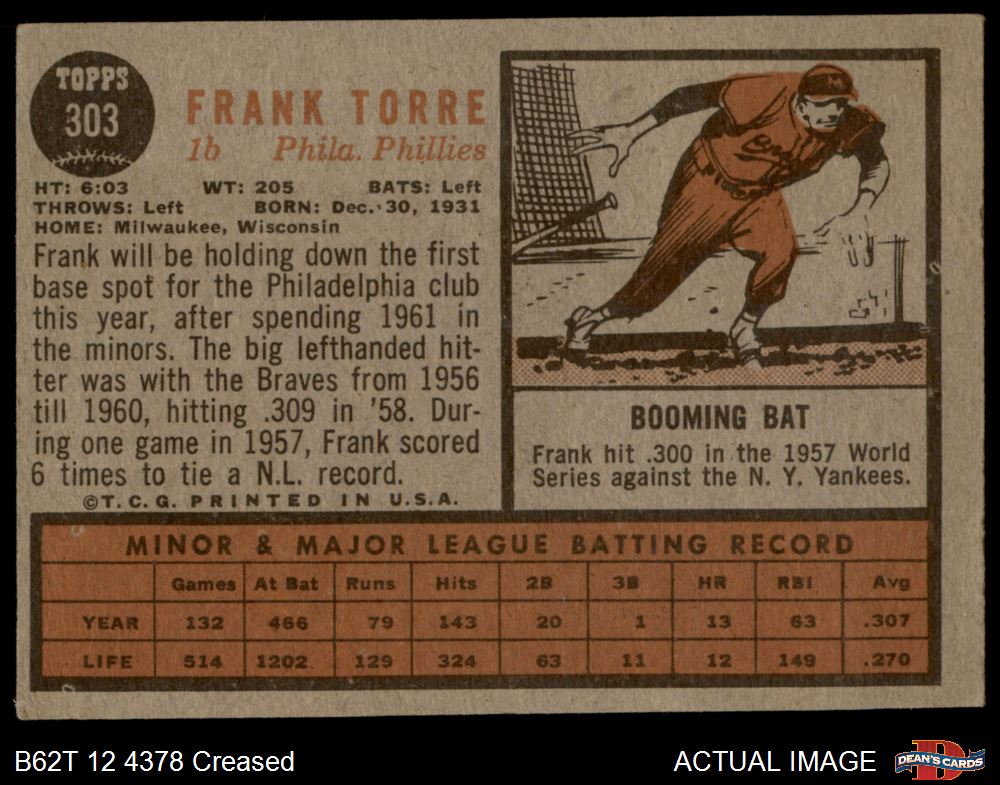 TOPPS
303
FRANK TORRE
1b Phila. Phillies
HT: 6:03 WT: 205 BATS: Left
THROWS: Left BORN: Dec. 30, 1931
HOME: Milwaukee, Wisconsin
Frank will be holding down the first
base spot for the Philadelphia club
this year, after spending 1961 in
the minors. The big lefthanded hit-
ter was with the Braves from 1956
till 1960, hitting .309 in '58. Dur-
ing one game in 1957, Frank scored
6 times to tie a N.L. record.
©T.C.G. PRINTED IN U.S.A.
M
BOOMING BAT
Frank hit .300 in the 1957 World
Series against the N. Y. Yankees.
MINOR & MAJOR LEAGUE BATTING RECORD
Games At Bat Runs Hits 2B 3B HR RBI Avg
YEAR 132 466 79 143 20 1 13 63 .307
LIFE 514 1202 129 324 63 11 12 149 .270
B62T 12 4378 Creased
ACTUAL IMAGE
D
DEAN'S CARDS